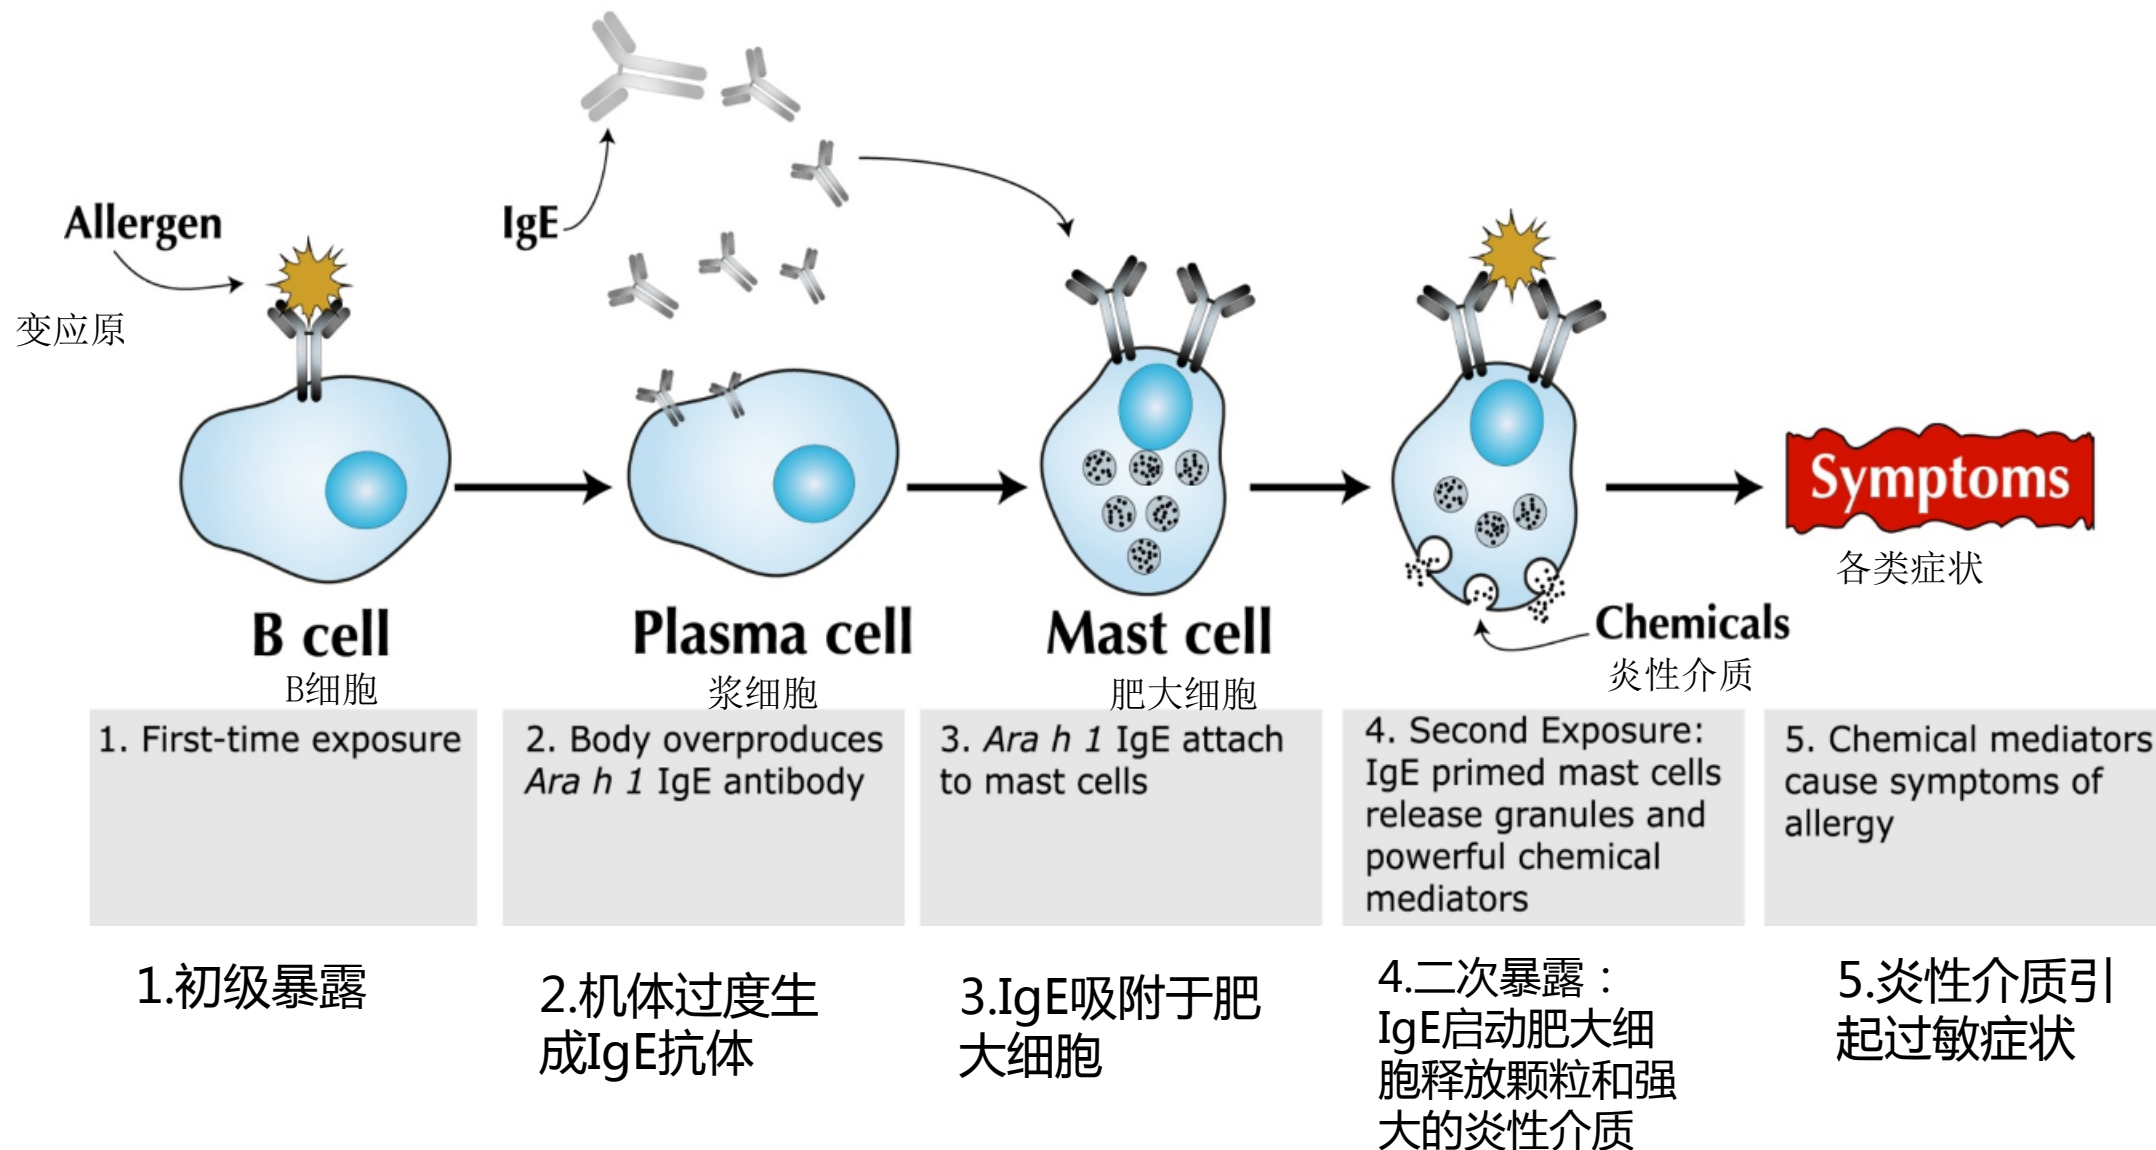 Allergen
变应原
IgE
Symptoms
各类症状
Chemicals
炎性介质
B cell
B细胞
Plasma cell
浆细胞
Mast cell
肥大细胞
1. First-time exposure
2. Body overproduces
Ara h 1 IgE antibody
3. Ara h 1 IgE attach
to mast cells
4. Second Exposure:
IgE primed mast cells
release granules and
powerful chemical
mediators
5. Chemical mediators
cause symptoms of
allergy
1.初级暴露
2.机体过度生
成IgE抗体
3.IgE吸附于肥
大细胞
4.二次暴露：
IgE启动肥大细
胞释放颗粒和强
大的炎性介质
5.炎性介质引
起过敏症状